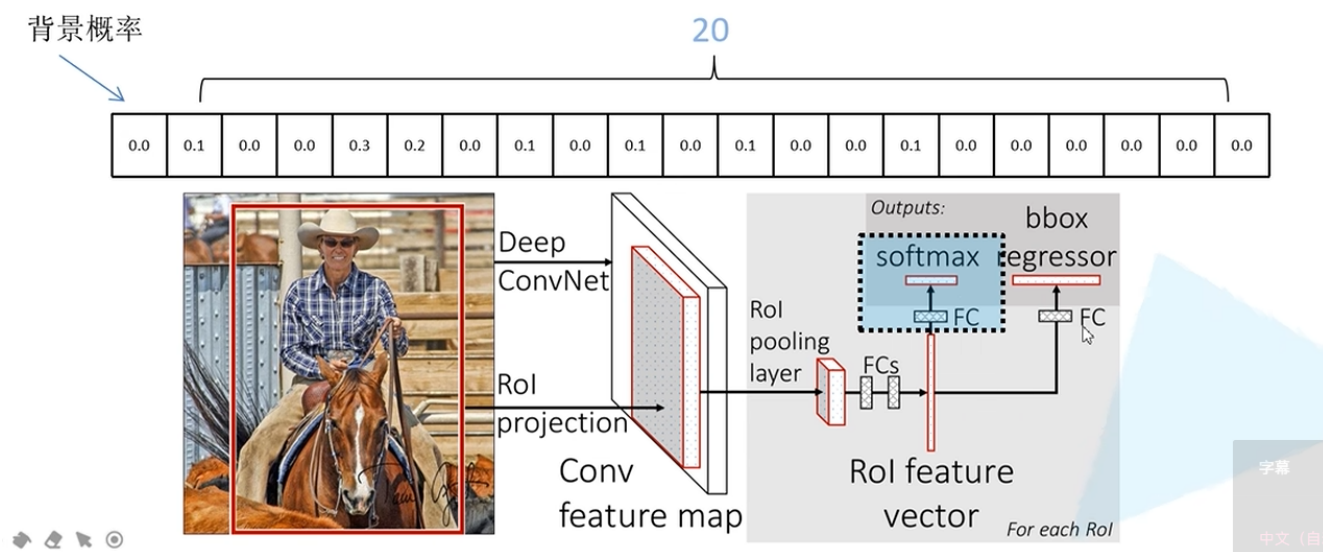 背景概率
20
0.0 0.1 0.0 0.0 0.3 0.2 0.0 0.1 0.0 0.1 0.0 0.1 0.0 0.0 0.1 0.0 0.0 0.0 0.0 0.0 0.0
Deep
ConvNet
RoI
projection
Conv
feature map
RoI
pooling
layer
FCs
Outputs:
softmax
FC
bbox
regressor
FC
RoI feature
vector
For each RoI
字幕
中文（自